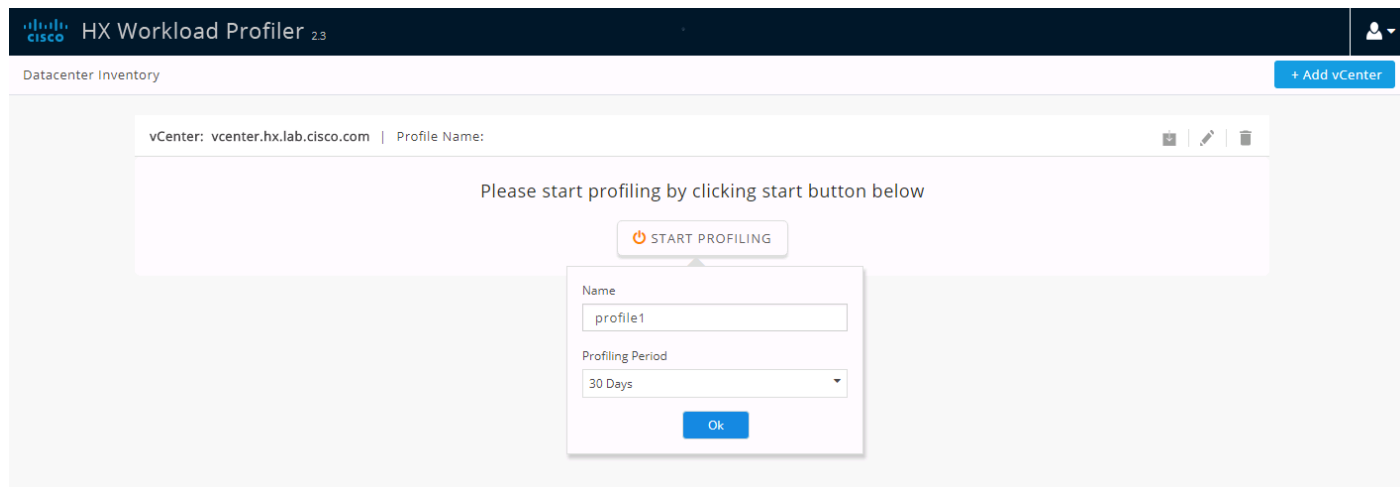 CISCO HX Workload Profiler 2.3
Datacenter Inventory
+ Add vCenter
vCenter: vcenter.hx.lab.cisco.com | Profile Name:
Please start profiling by clicking start button below
START PROFILING
Name
profile1
Profiling Period
30 Days
Ok